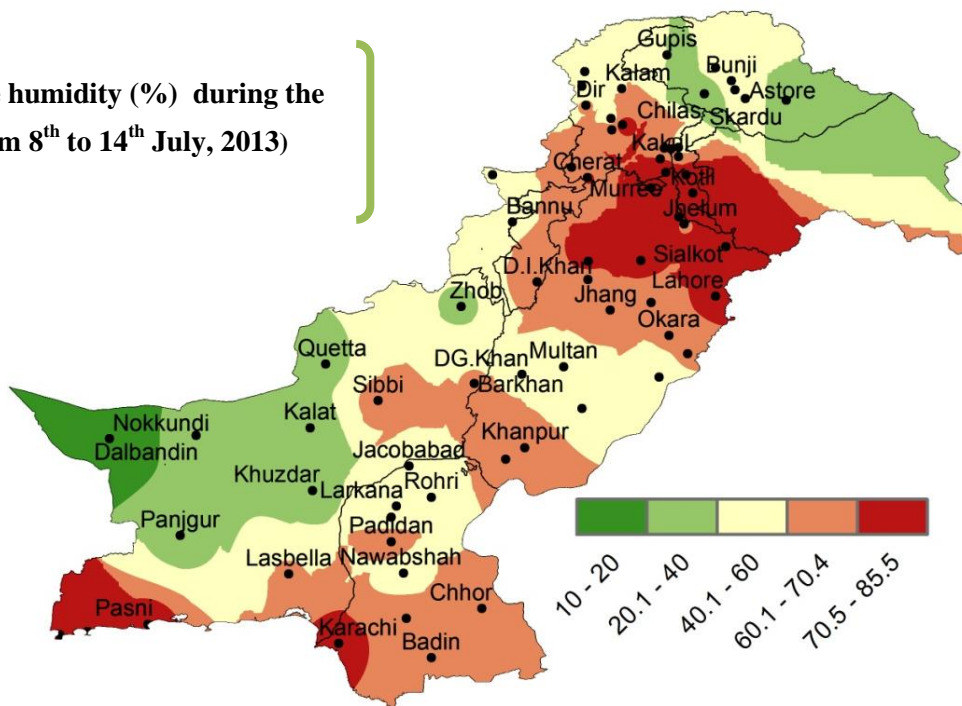 humidity (%) during the
8th to 14th July, 2013)
Gupis
Bunji
Kalam
Dir
Astore
Chilas
Skardu
Kakul
Cherat
Murree
Kotli
Bannu
Jhelum
Sialkot
D.I.Khan
Lahore
Zhob
Jhang
Okara
Quetta
DG.Khan
Multan
Sibbi
Barkhan
Kalat
Nokkundi
Khanpur
Dalbandin
Jacobabad
Khuzdar
Rohri
Larkana
Panjgur
Padidan
Lasbella
Nawabshah
Chhor
Pasni
Karachi
Badin
10 - 20
20.1 - 40
40.1 - 60
60.1 - 70.4
70.5 - 85.5